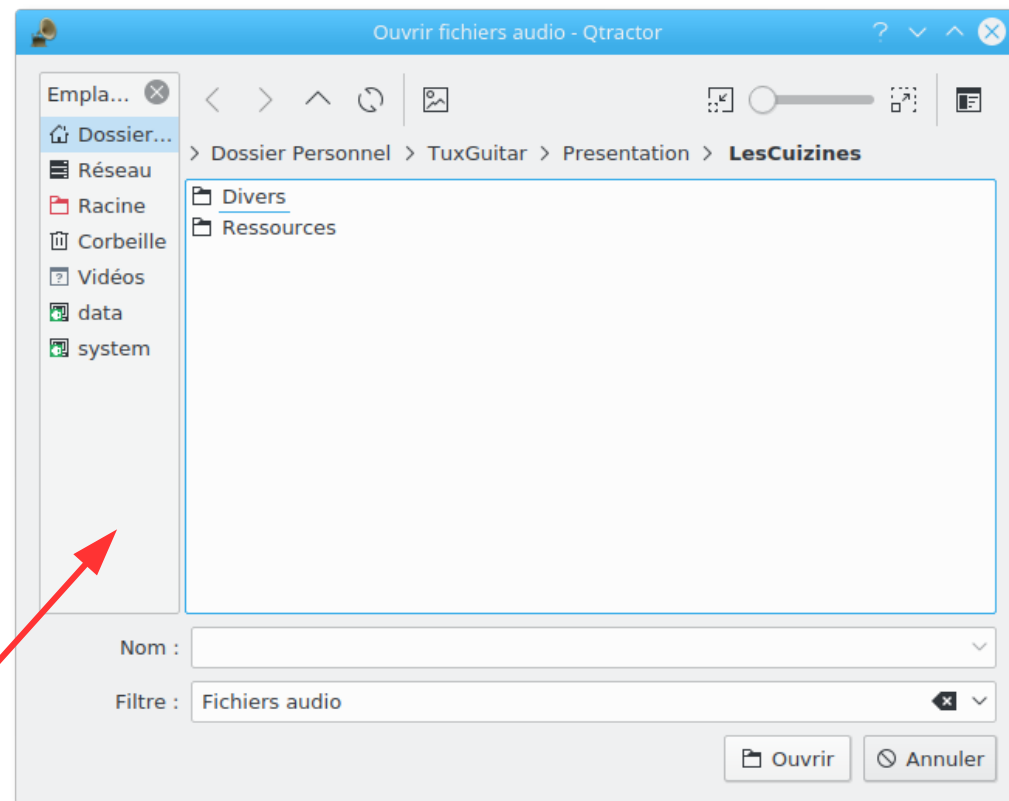 Ouvrir fichiers audio - Qtractor
Empla...
Dossier...
Réseau
Racine
Corbeille
Vidéos
data
system
> Dossier Personnel > TuxGuitar > Presentation > LesCuizines
Divers
Ressources
Nom :
Filtre : Fichiers audio
Ouvrir Annuler